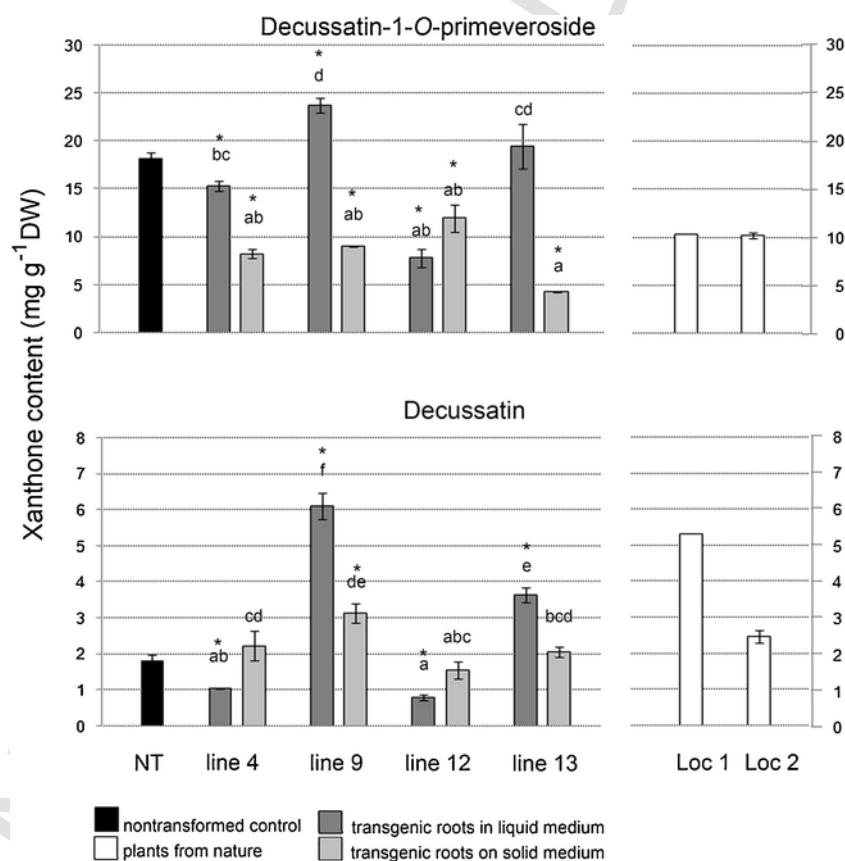 Decussatin-1-O-primeveroside
30 30
* d
25 25
* bc cd
20 20
* ab * ab * ab * ab
15 15
10 10
* a
5 5
0 0
Xanthone content (mg g-1 DW)
Decussatin
8 8
* f
7 7
6 6
* e
5 5
* de
4 4
cd bcd
3 3
* ab * a abc
2 2
1 1
0 0
NT line 4 line 9 line 12 line 13 Loc 1 Loc 2
nontransformed control transgenic roots in liquid medium
plants from nature transgenic roots on solid medium